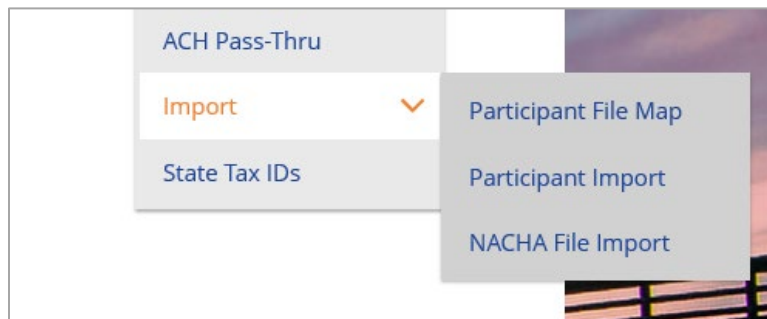 ACH Pass-Thru
Import
State Tax IDs
Participant File Map
Participant Import
NACHA File Import